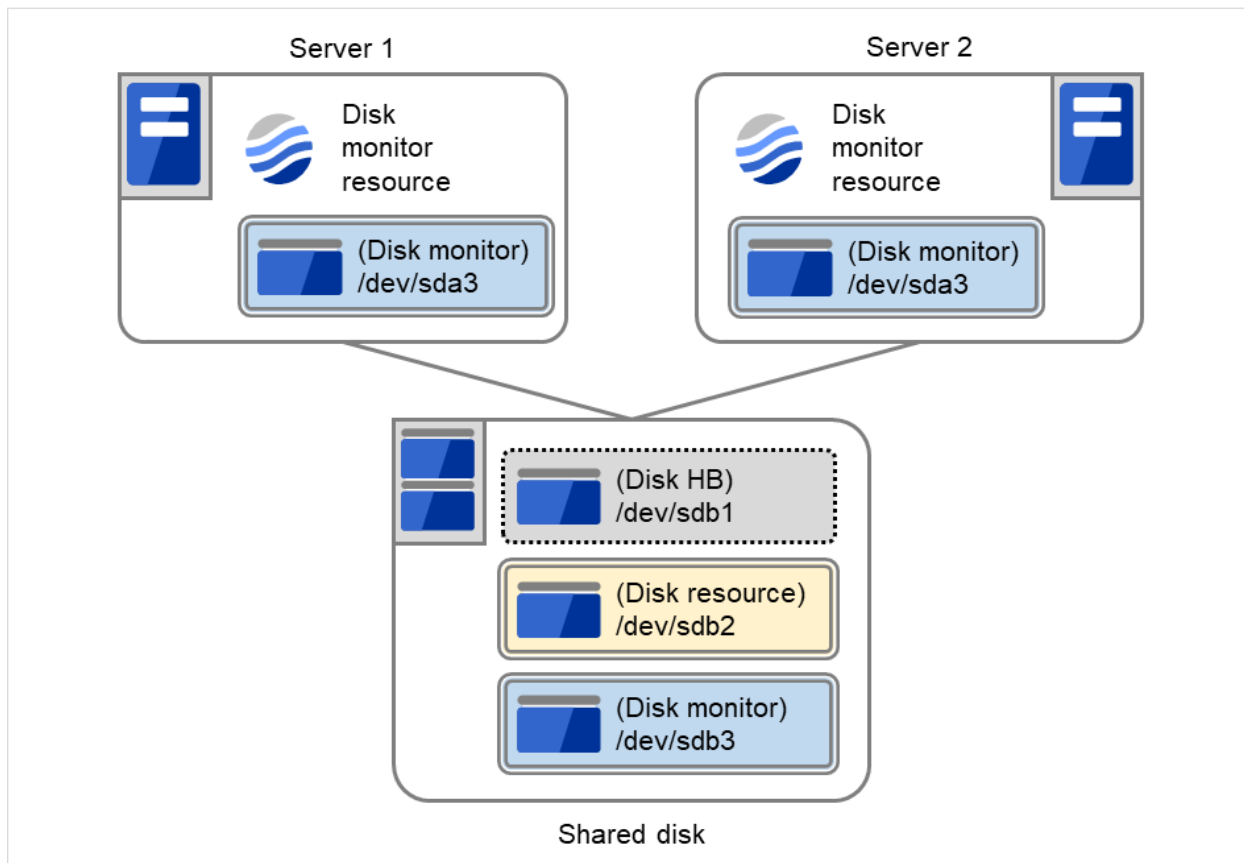 Server 1
Disk
monitor
resource
(Disk monitor)
/dev/sda3
Server 2
Disk
monitor
resource
(Disk monitor)
/dev/sda3
(Disk HB)
/dev/sdb1
(Disk resource)
/dev/sdb2
(Disk monitor)
/dev/sdb3
Shared disk